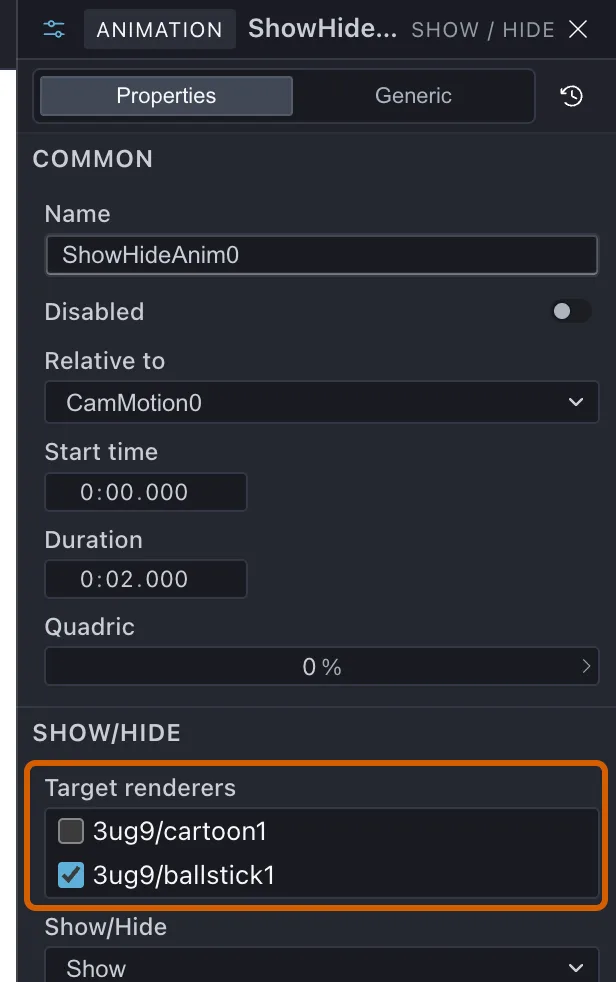 ANIMATION ShowHide... SHOW / HIDE
Properties Generic
COMMON
Name
ShowHideAnim0
Disabled
Relative to
CamMotion0
Start time
0:00.000
Duration
0:02.000
Quadric
0 %
SHOW/HIDE
Target renderers
3ug9/cartoon1
3ug9/ballstick1
Show/Hide
Show